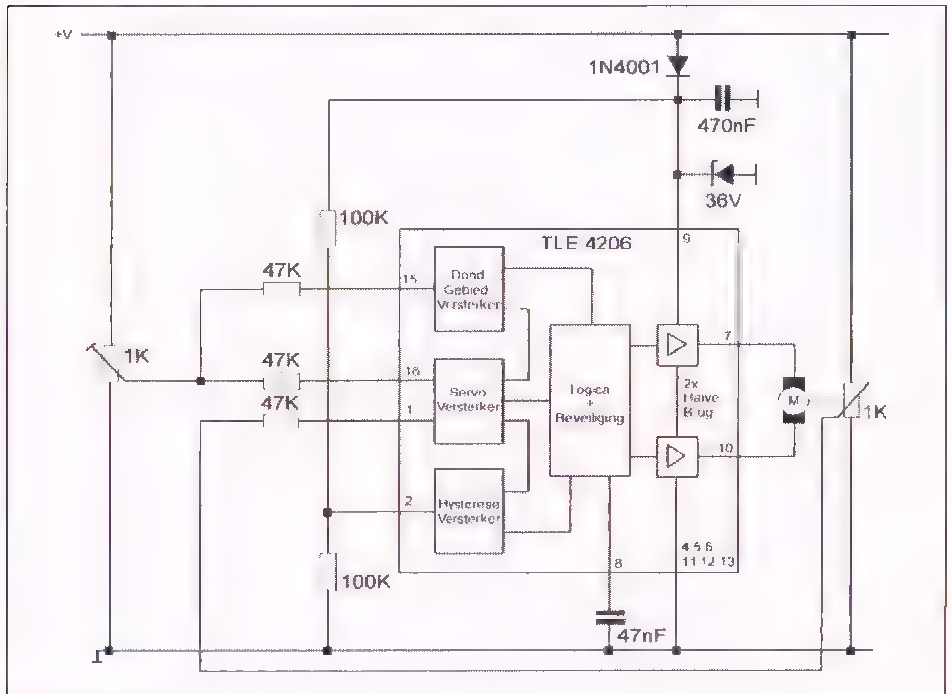 +V
1N4001
470nF
36V
100K
TLE 4206
9
47K
15
Dood
Gebied
Versterker
7
1K
47K
16
Servo
Versterker
Logica
+
Beveiliging
2x
Halve
Brug
M
1K
47K
1
10
2
Hysterese
Versterker
4 5 6
11 12 13
100K
8
47nF